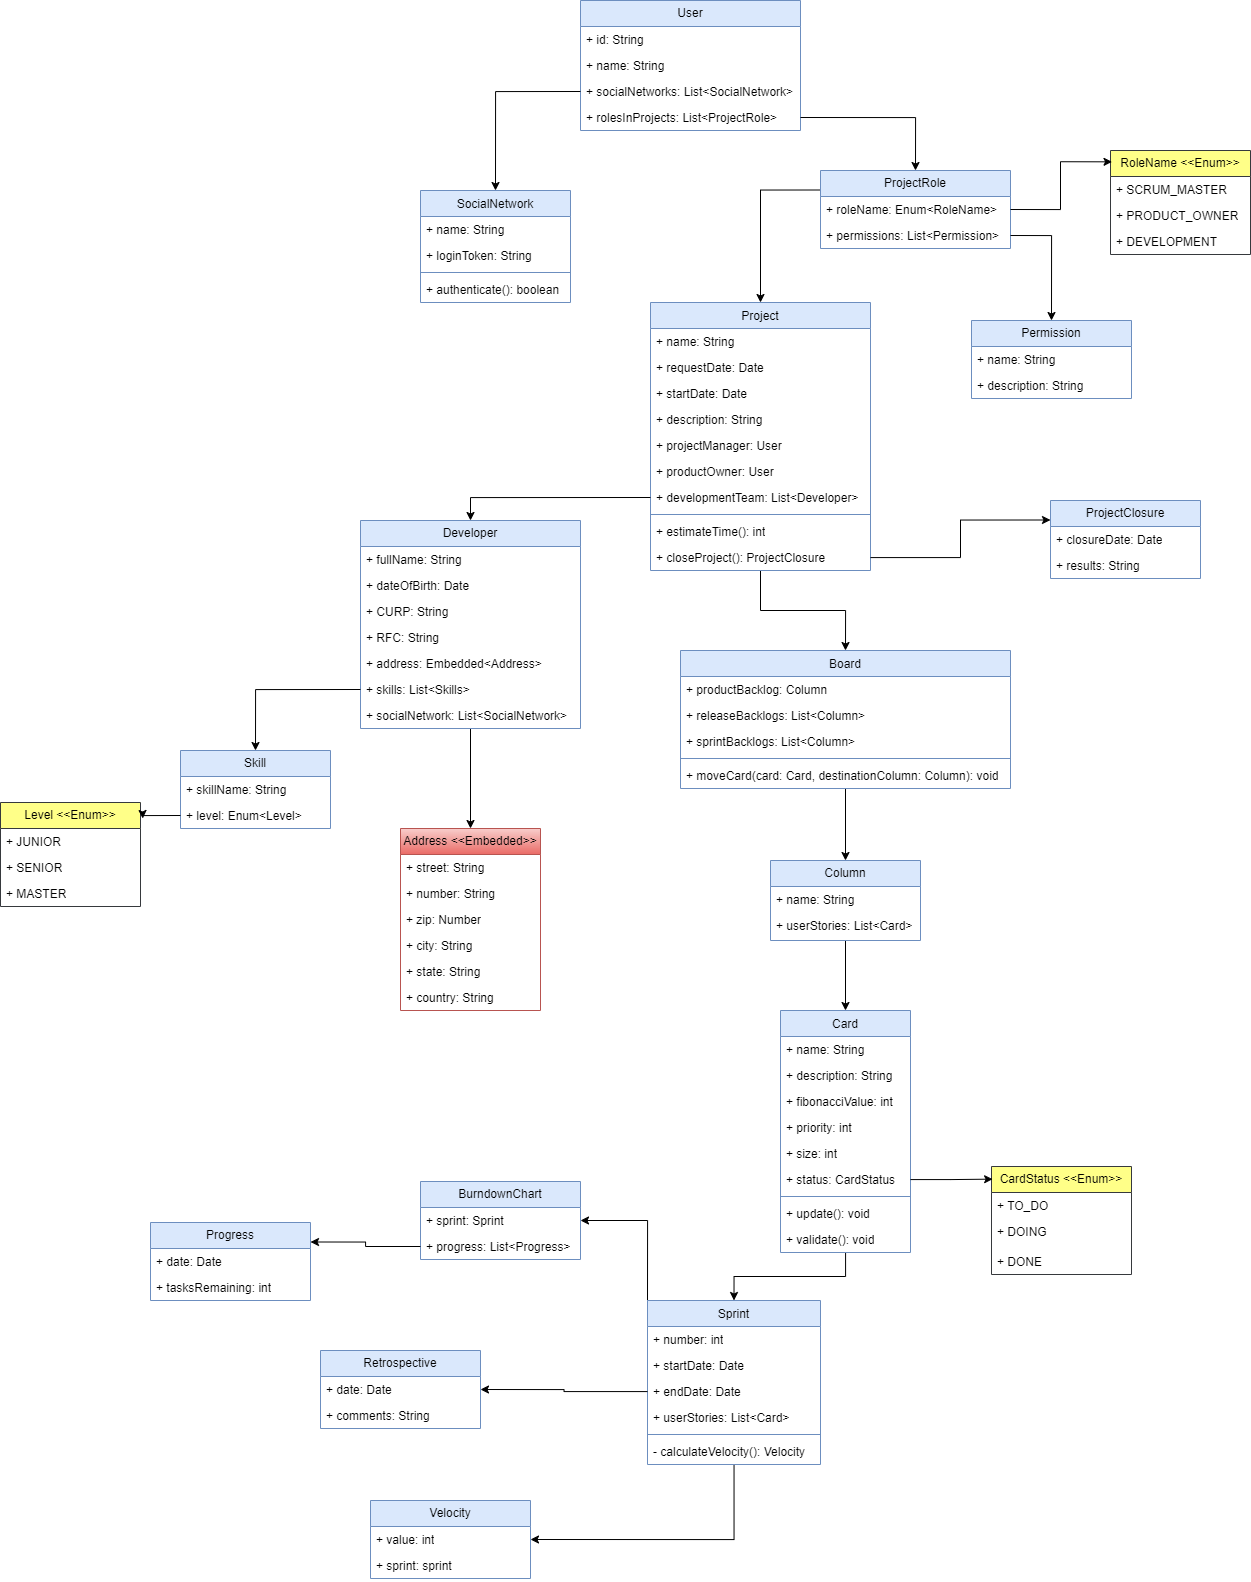 User
+ id: String
+ name: String
+ socialNetworks: List<SocialNetwork>
+ rolesInProjects: List<ProjectRole>
SocialNetwork
+ name: String
+ loginToken: String
+ authenticate(): boolean
ProjectRole
+ roleName: Enum<RoleName>
+ permissions: List<Permission>
RoleName <<Enum>>
+ SCRUM_MASTER
+ PRODUCT_OWNER
+ DEVELOPMENT
Permission
+ name: String
+ description: String
Project
+ name: String
+ requestDate: Date
+ startDate: Date
+ description: String
+ projectManager: User
+ productOwner: User
+ developmentTeam: List<Developer>
+ estimateTime(): int
+ closeProject(): ProjectClosure
ProjectClosure
+ closureDate: Date
+ results: String
Developer
+ fullName: String
+ dateOfBirth: Date
+ CURP: String
+ RFC: String
+ address: Embedded<Address>
+ skills: List<Skills>
+ socialNetwork: List<SocialNetwork>
Board
+ productBacklog: Column
+ releaseBacklogs: List<Column>
+ sprintBacklogs: List<Column>
+ moveCard(card: Card, destinationColumn: Column): void
Skill
+ skillName: String
+ level: Enum<Level>
Level <<Enum>>
+ JUNIOR
+ SENIOR
+ MASTER
Address <<Embedded>>
+ street: String
+ number: String
+ zip: Number
+ city: String
+ state: String
+ country: String
Column
+ name: String
+ userStories: List<Card>
Card
+ name: String
+ description: String
+ fibonacciValue: int
+ priority: int
+ size: int
+ status: CardStatus
+ update(): void
+ validate(): void
CardStatus <<Enum>>
+ TO_DO
+ DOING
+ DONE
BurndownChart
+ sprint: Sprint
+ progress: List<Progress>
Progress
+ date: Date
+ tasksRemaining: int
Sprint
+ number: int
+ startDate: Date
+ endDate: Date
+ userStories: List<Card>
- calculateVelocity(): Velocity
Retrospective
+ date: Date
+ comments: String
Velocity
+ value: int
+ sprint: sprint